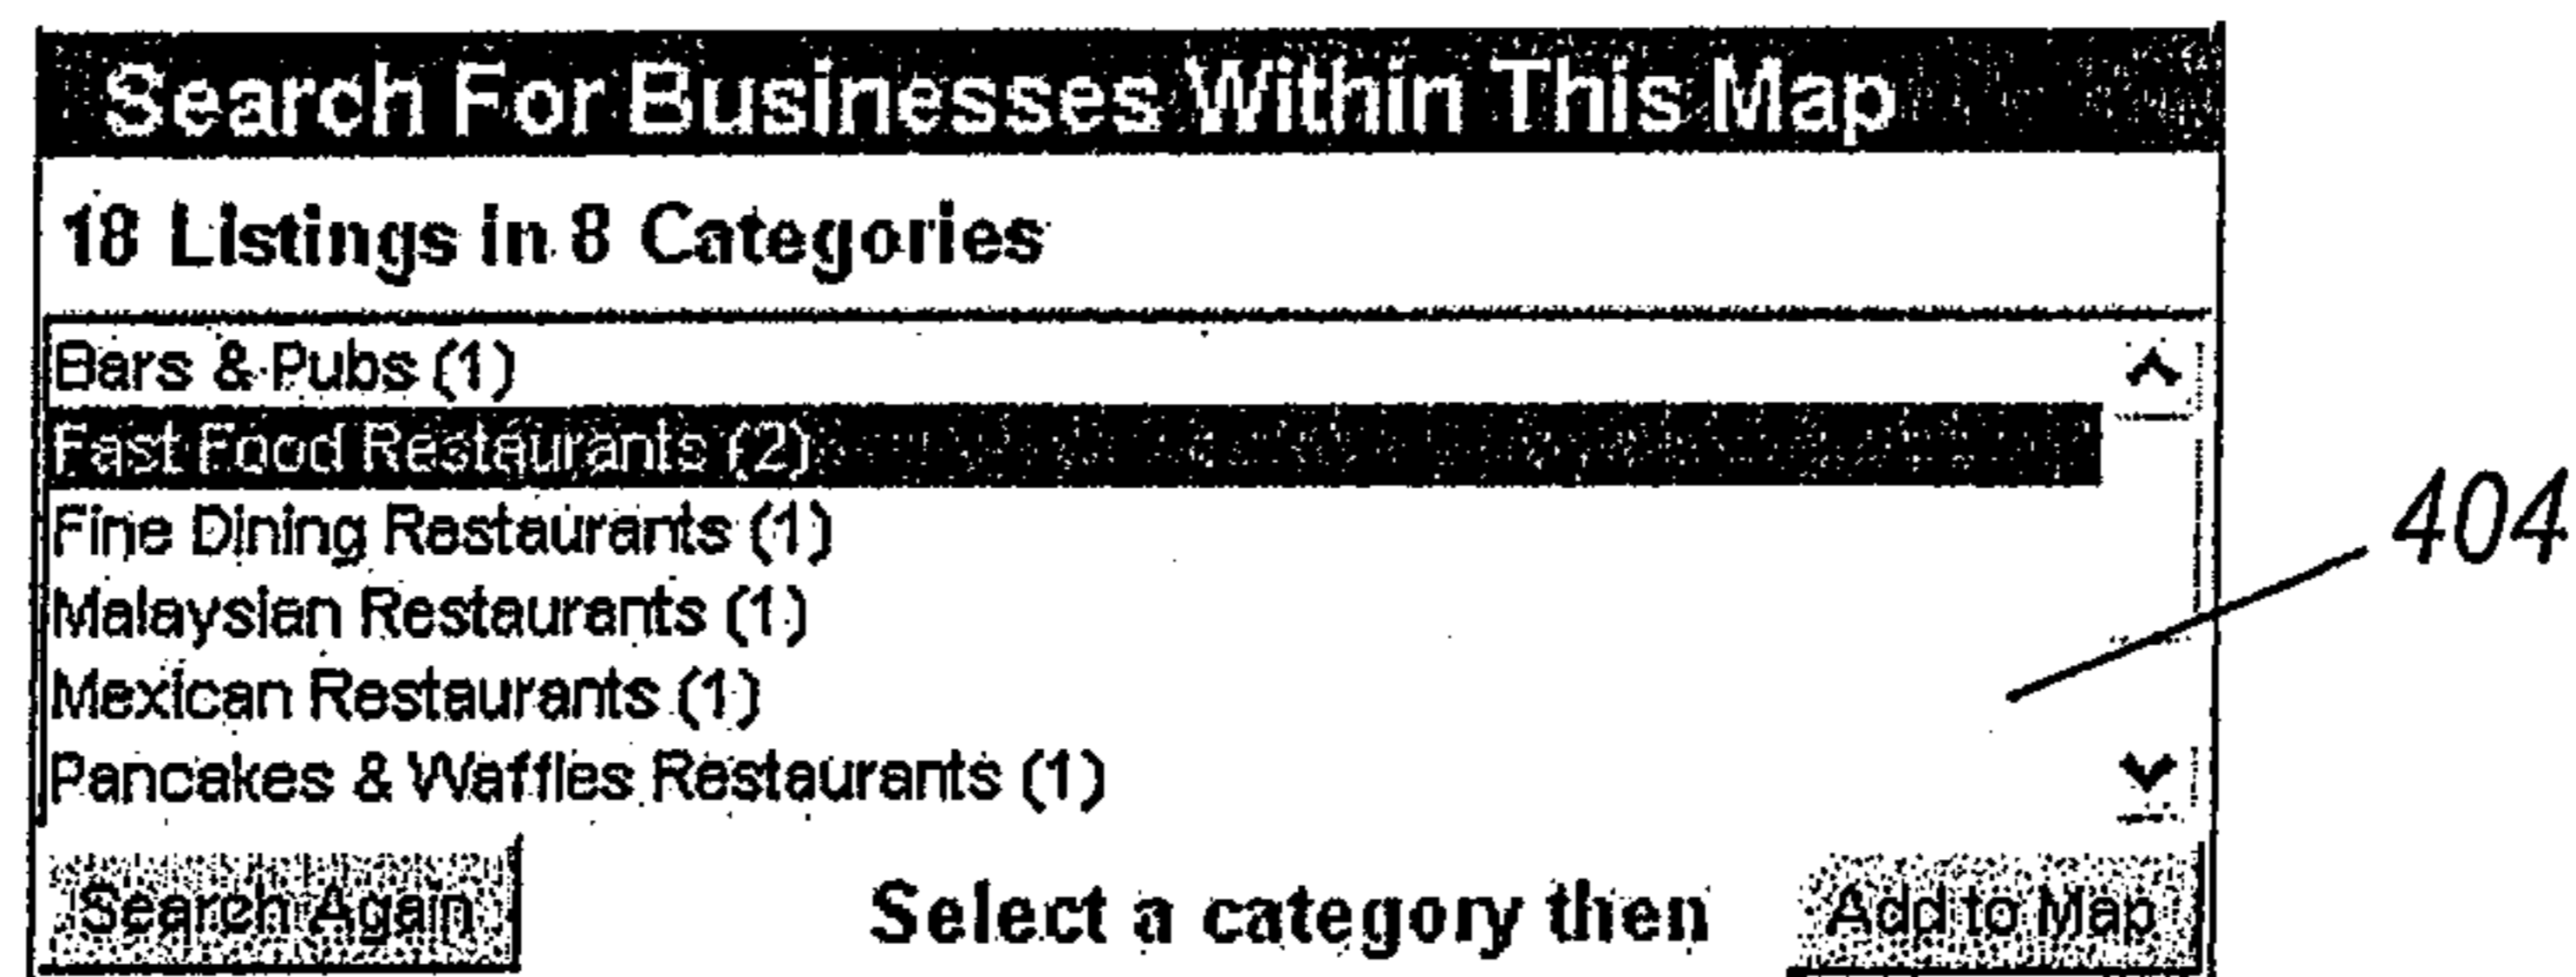 Search For Businesses Within This Map
18 Listings in 8 Categories
Bars & Pubs (1)
Fast Food Restaurants (2)
Fine Dining Restaurants (1)
Malaysian Restaurants (1)
Mexican Restaurants (1)
Pancakes & Waffles Restaurants (1)
404
Search Again Select a category then Add to Map